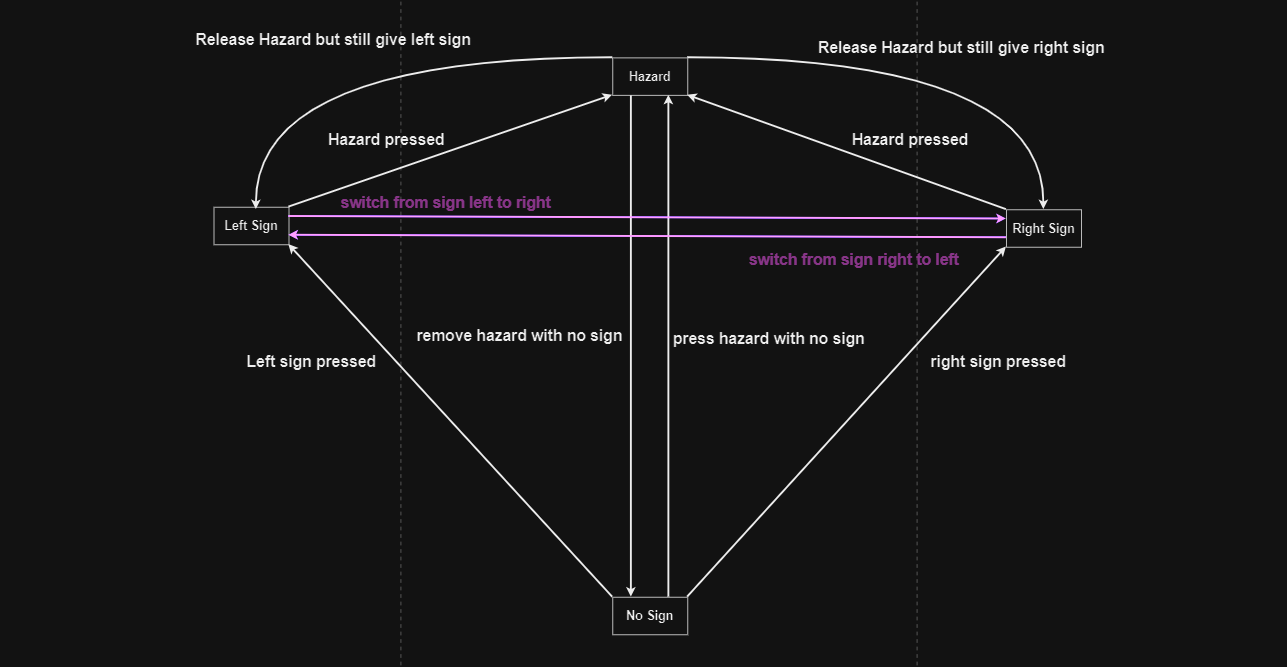 Release Hazard but still give left sign
Release Hazard but still give right sign
Hazard
Hazard pressed
Hazard pressed
switch from sign left to right
Left Sign
Right Sign
switch from sign right to left
remove hazard with no sign
press hazard with no sign
Left sign pressed
right sign pressed
No Sign